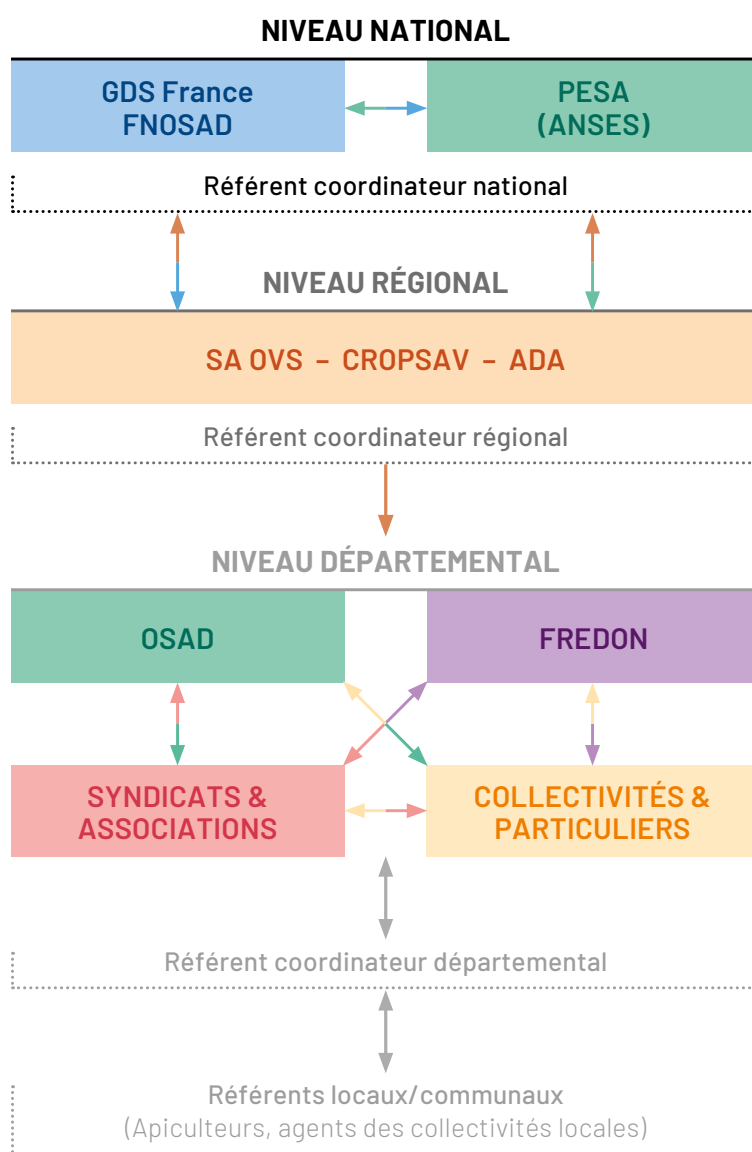 NIVEAU NATIONAL
GDS France
FNOSAD
PESA
(ANSES)
Référent coordinateur national
NIVEAU RÉGIONAL
SA OVS – CROPSAV – ADA
Référent coordinateur régional
NIVEAU DÉPARTEMENTAL
OSAD
FREDON
SYNDICATS &
ASSOCIATIONS
COLLECTIVITÉS &
PARTICULIERS
Référent coordinateur départemental
Référents locaux/communaux
(Apiculteurs, agents des collectivités locales)